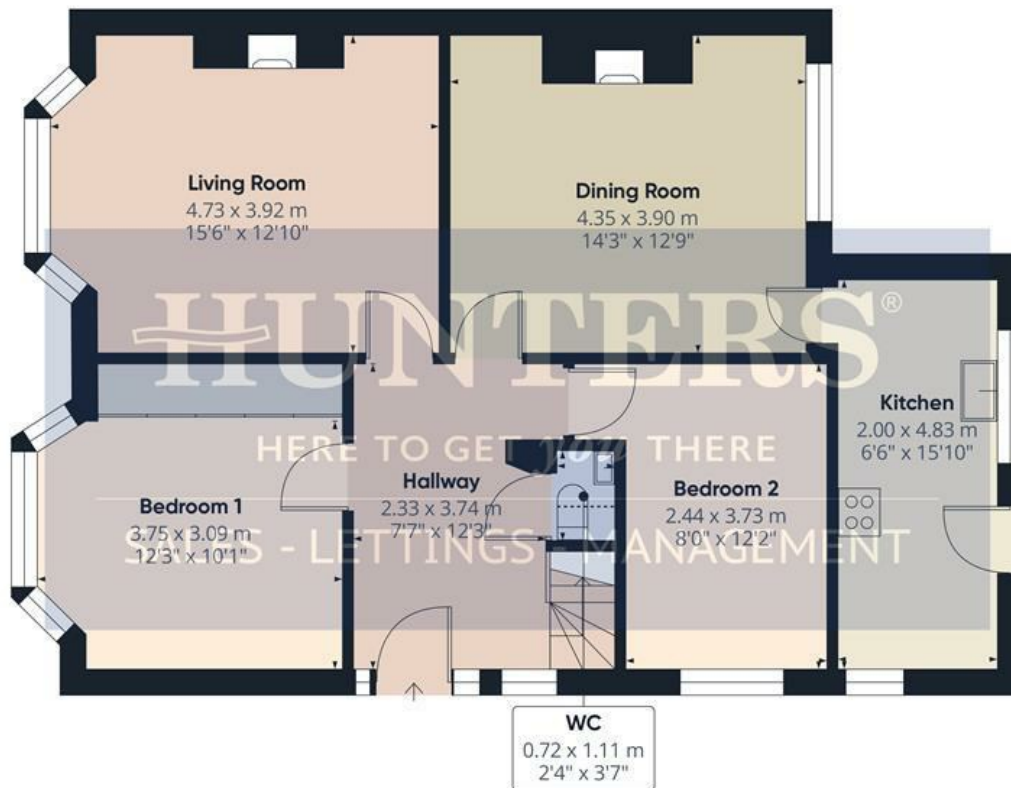 Living Room
4.73 x 3.92 m
15'6" x 12'10"
Dining Room
4.35 x 3.90 m
14'3" x 12'9"
HUNTERS®
HERE TO GET you THERE
SALES - LETTINGS - MANAGEMENT
Kitchen
2.00 x 4.83 m
6'6" x 15'10"
Hallway
2.33 x 3.74 m
7'7" x 12'3"
Bedroom 2
2.44 x 3.73 m
8'0" x 12'2"
Bedroom 1
3.75 x 3.09 m
12'3" x 10'1"
WC
0.72 x 1.11 m
2'4" x 3'7"